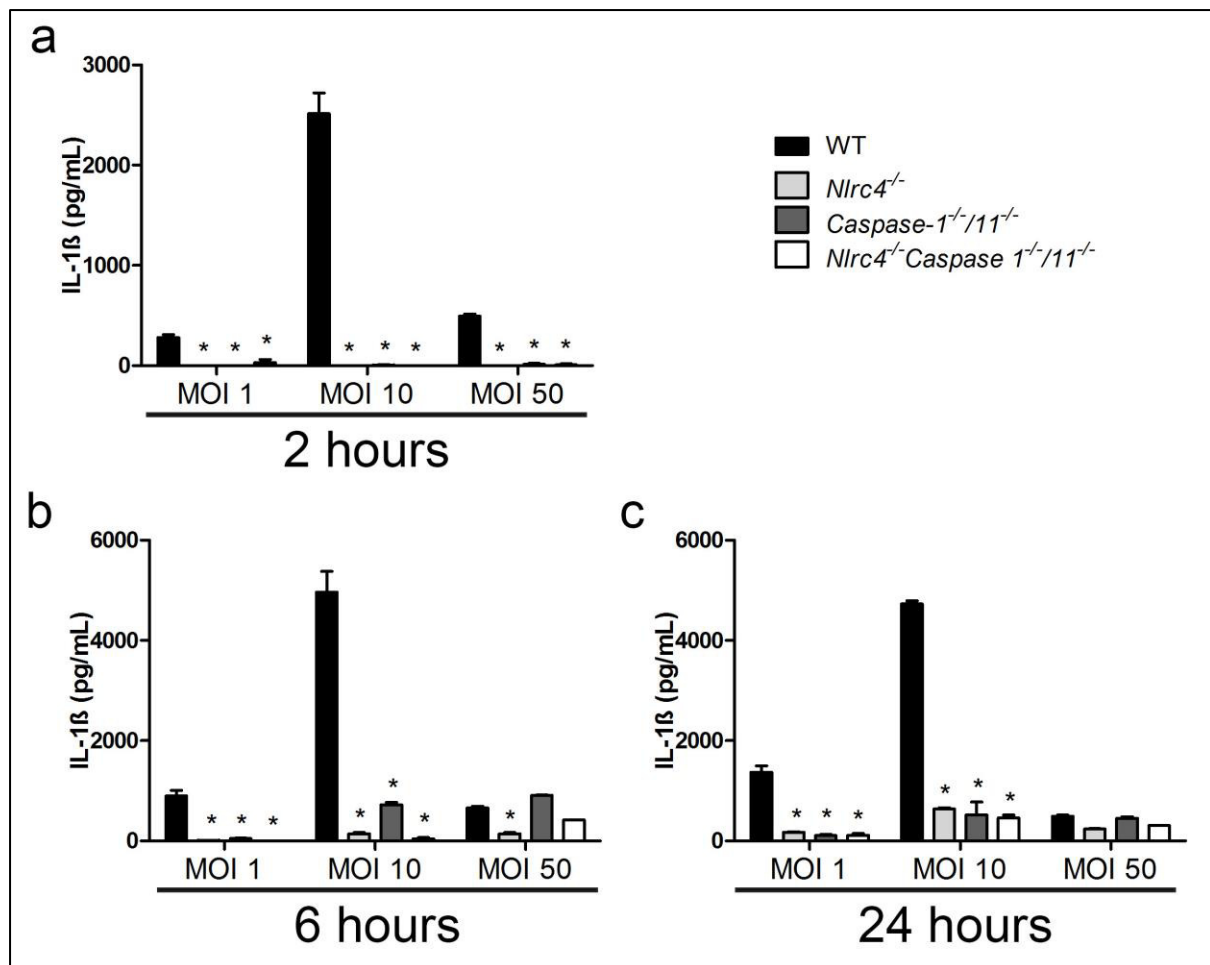 a
3000
2000
1000
0
IL-1ß (pg/mL)
* * * * * * * * *
MOI 1 MOI 10 MOI 50
2 hours
WT
Nlrc4-/-
Caspase-1-/-/11-/-
Nlrc4-/-Caspase 1-/-/11-/-
b
6000
4000
2000
0
IL-1ß (pg/mL)
* * * * * * *
MOI 1 MOI 10 MOI 50
6 hours
c
6000
4000
2000
0
IL-1ß (pg/mL)
* * * * * *
MOI 1 MOI 10 MOI 50
24 hours